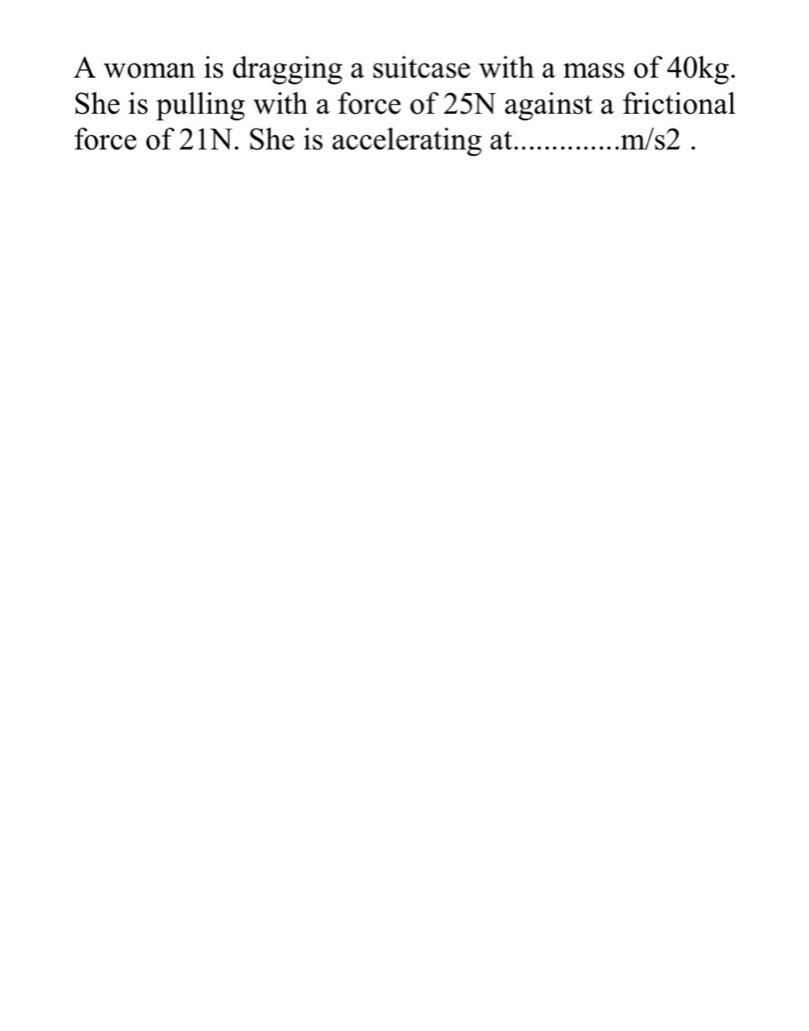 A woman is dragging a suitcase with a mass of 40kg.
She is pulling with a force of 25N against a frictional
force of 21N. She is accelerating at..............m/s2 .